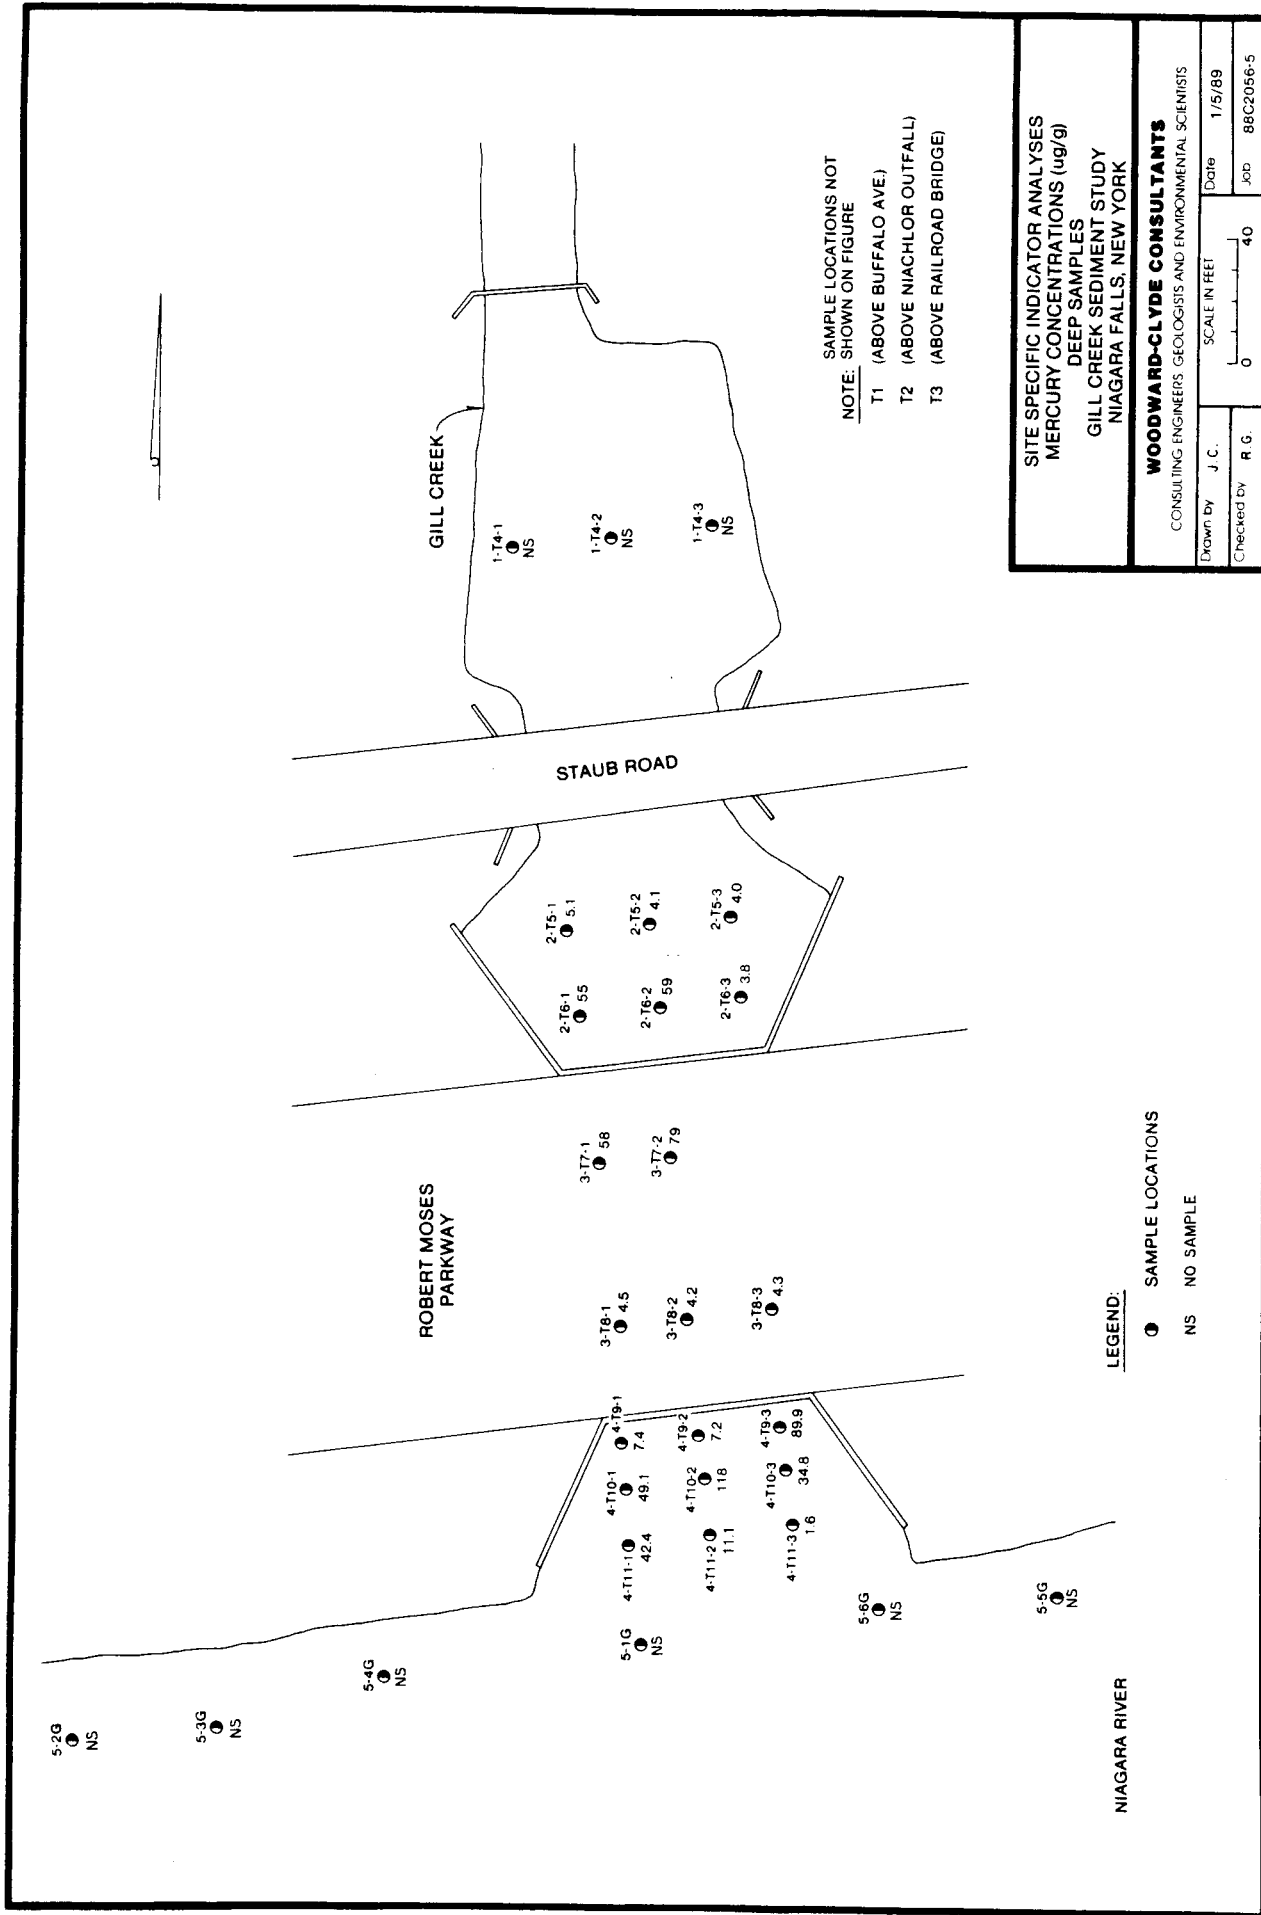 GILL CREEK
1-T4-1
NS
1-T4-2
NS
1-T4-3
NS
SAMPLE LOCATIONS NOT
NOTE: SHOWN ON FIGURE
T1 (ABOVE BUFFALO AVE.)
T2 (ABOVE NIACHLOR OUTFALL)
T3 (ABOVE RAILROAD BRIDGE)
STAUB ROAD
2-T5-1
5.1
2-T5-2
4.1
2-T5-3
4.0
2-T6-1
55
2-T6-2
59
2-T6-3
3.8
ROBERT MOSES
PARKWAY
3-T7-1
58
3-T7-2
79
3-T8-1
4.5
3-T8-2
4.2
3-T8-3
4.3
4-T9-1
7.4
4-T9-2
7.2
4-T9-3
89.9
4-T10-1
49.1
4-T10-2
118
4-T10-3
34.8
4-T11-1
42.4
4-T11-2
11.1
4-T11-3
1.6
5-2G
NS
5-3G
NS
5-4G
NS
5-1G
NS
5-6G
NS
5-5G
NS
NIAGARA RIVER
LEGEND:
SAMPLE LOCATIONS
NS NO SAMPLE
SITE SPECIFIC INDICATOR ANALYSES
MERCURY CONCENTRATIONS (ug/g)
DEEP SAMPLES
GILL CREEK SEDIMENT STUDY
NIAGARA FALLS, NEW YORK
WOODWARD-CLYDE CONSULTANTS
CONSULTING ENGINEERS, GEOLOGISTS AND ENVIRONMENTAL SCIENTISTS
Drawn by J.C.
SCALE IN FEET
Date 1/5/89
Checked by R.G.
0 40
Job 88C2056-5